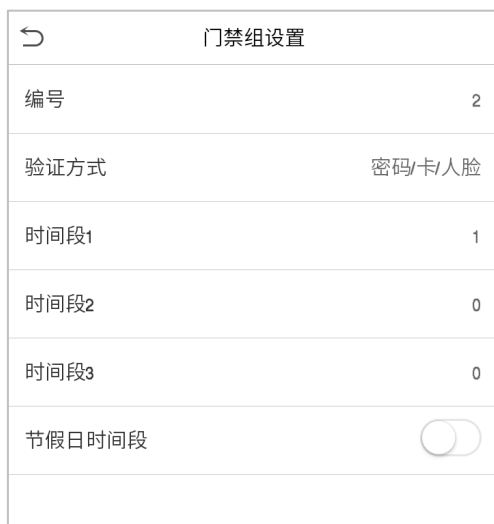 门禁组设置
编号 2
验证方式 密码/卡/人脸
时间段1 1
时间段2 0
时间段3 0
节假日时间段